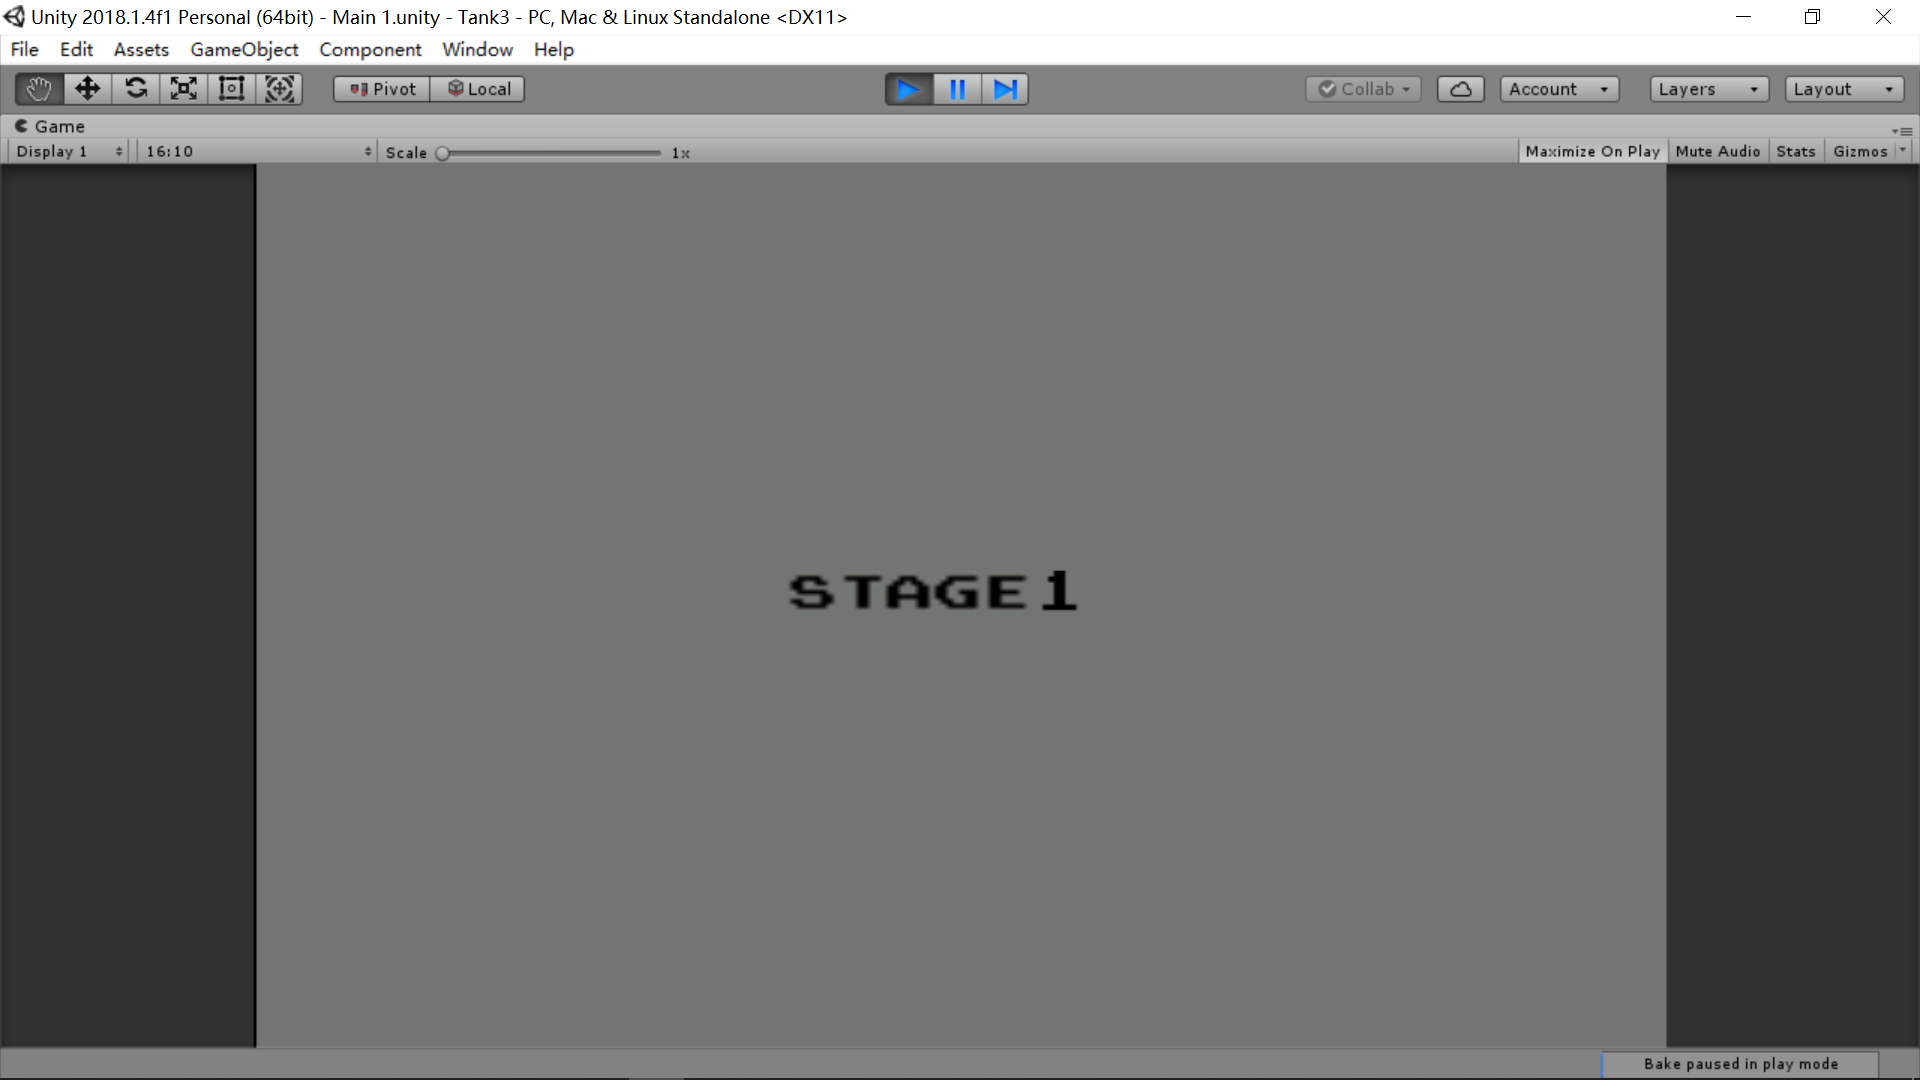 Unity 2018.1.4f1 Personal (64bit) - Main 1.unity - Tank3 - PC, Mac & Linux Standalone <DX11>
File Edit Assets GameObject Component Window Help
Pivot Local Collab Account Layers Layout
Game
Display 1 16:10 Scale 1x Maximize On Play Mute Audio Stats Gizmos
STAGE 1
Bake paused in play mode